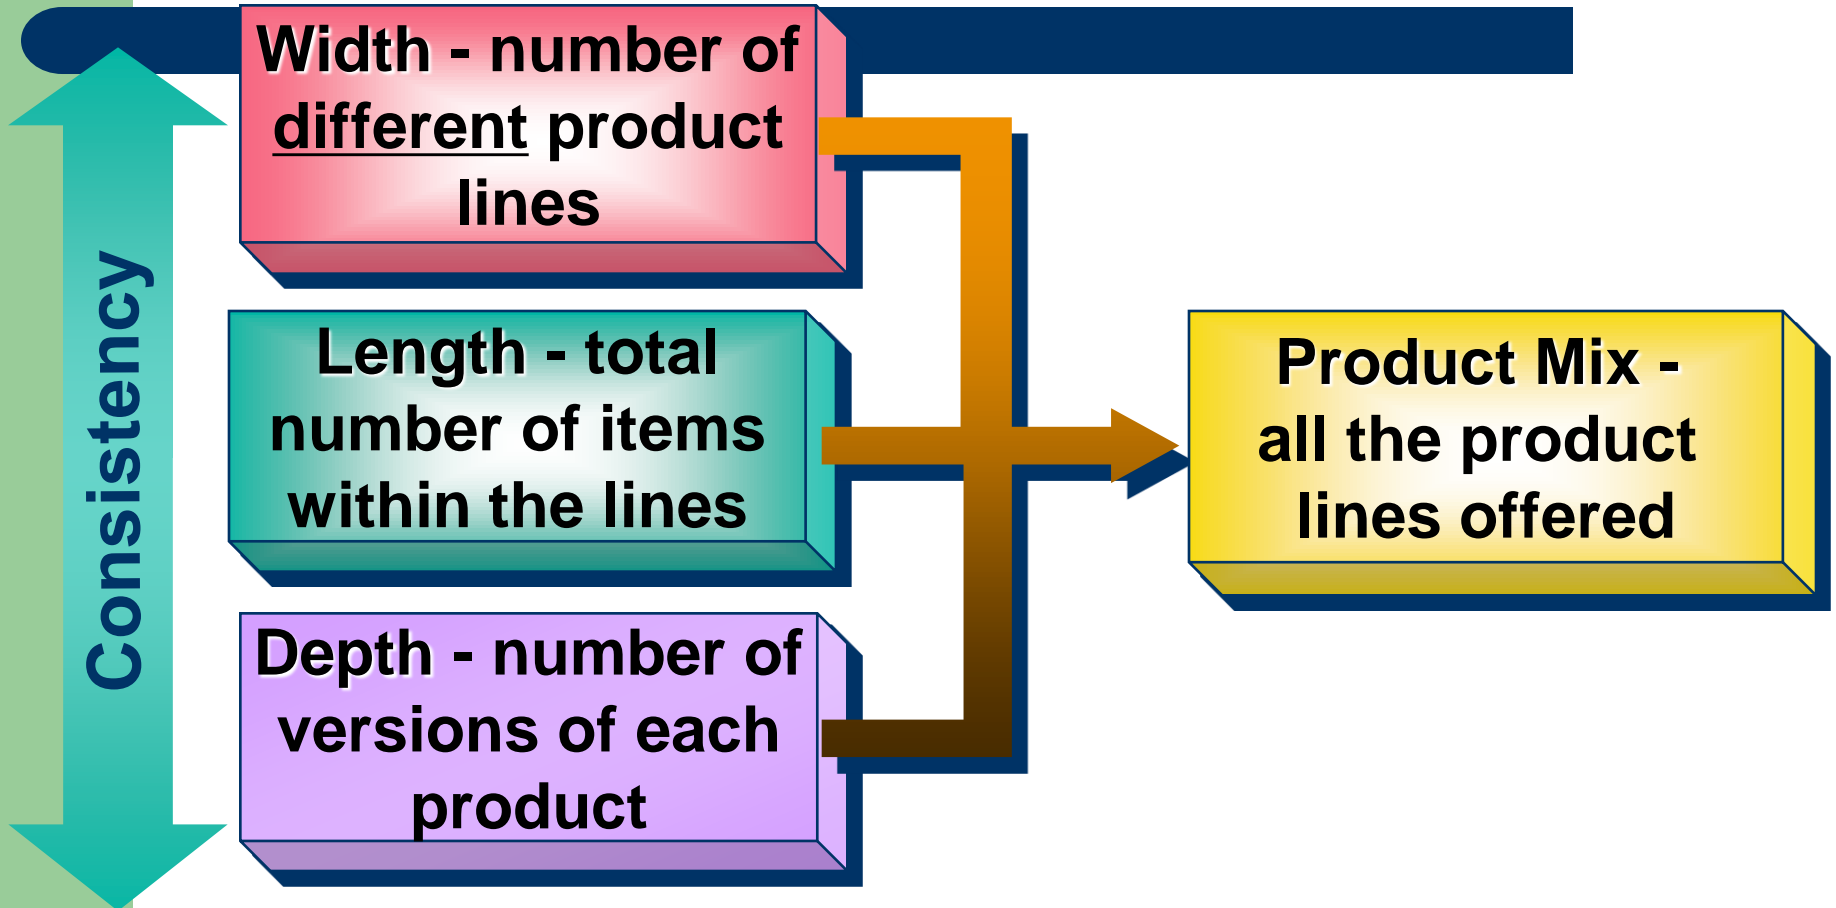 Consistency
Width - number of
different product
lines
Length - total
number of items
within the lines
Depth - number of
versions of each
product
Product Mix -
all the product
lines offered